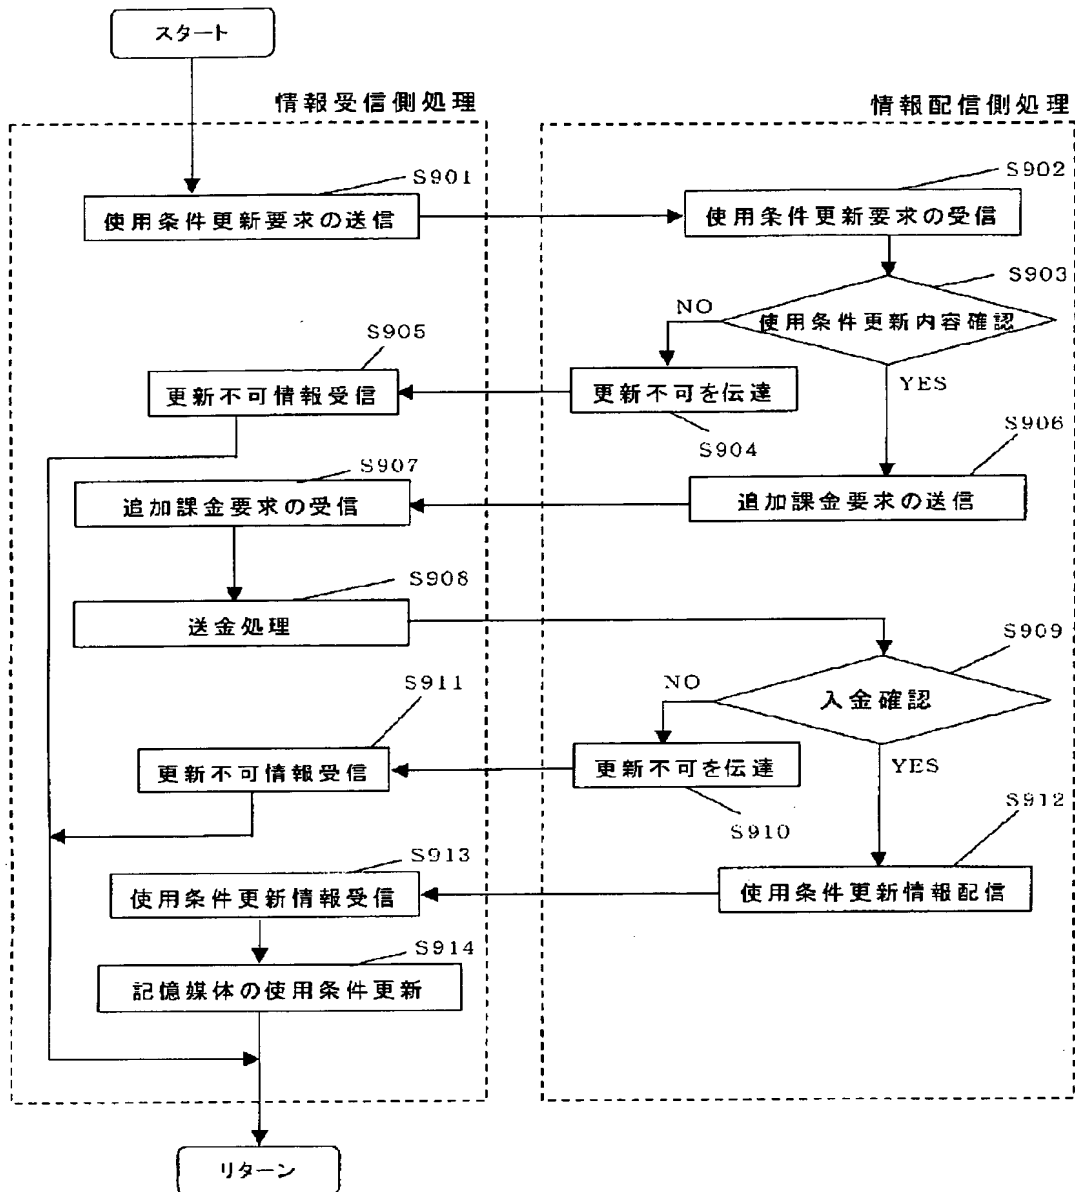 スタート
情報受信側処理
情報配信側処理
S901
使用条件更新要求の送信
S902
使用条件更新要求の受信
S903
使用条件更新内容確認
NO
YES
S905
更新不可情報受信
更新不可を伝達
S904
S906
追加課金要求の送信
S907
追加課金要求の受信
S908
送金処理
S909
入金確認
NO
YES
S911
更新不可情報受信
更新不可を伝達
S910
S912
使用条件更新情報配信
S913
使用条件更新情報受信
S914
記憶媒体の使用条件更新
リターン